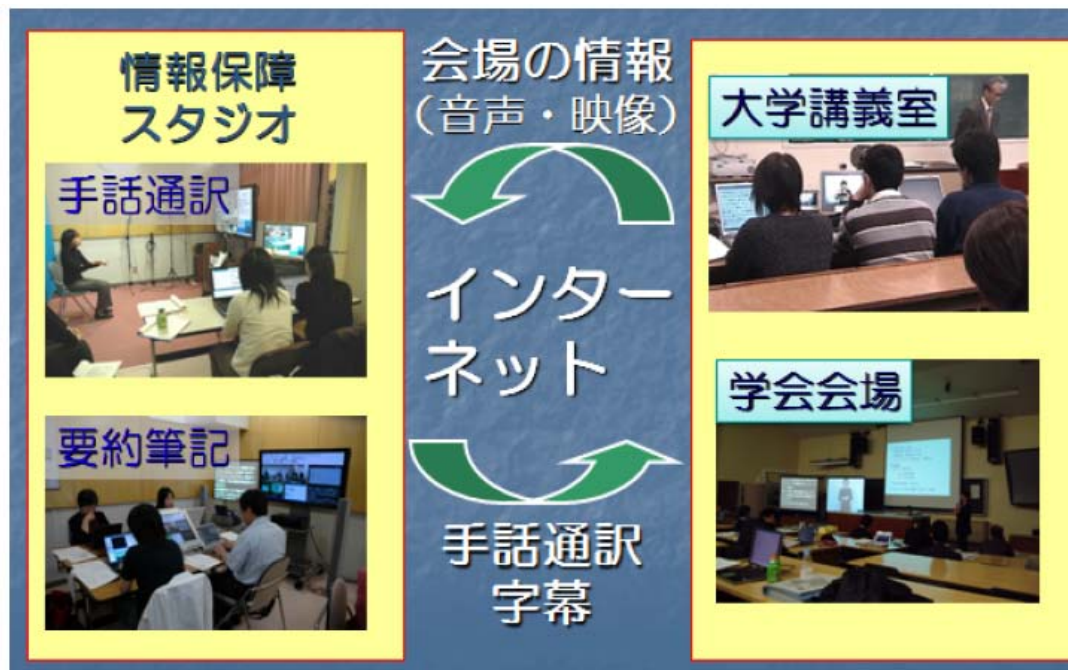 情報保障
スタジオ
手話通訳
要約筆記
会場の情報
（音声・映像）
インター
ネット
手話通訳
字幕
大学講義室
学会会場